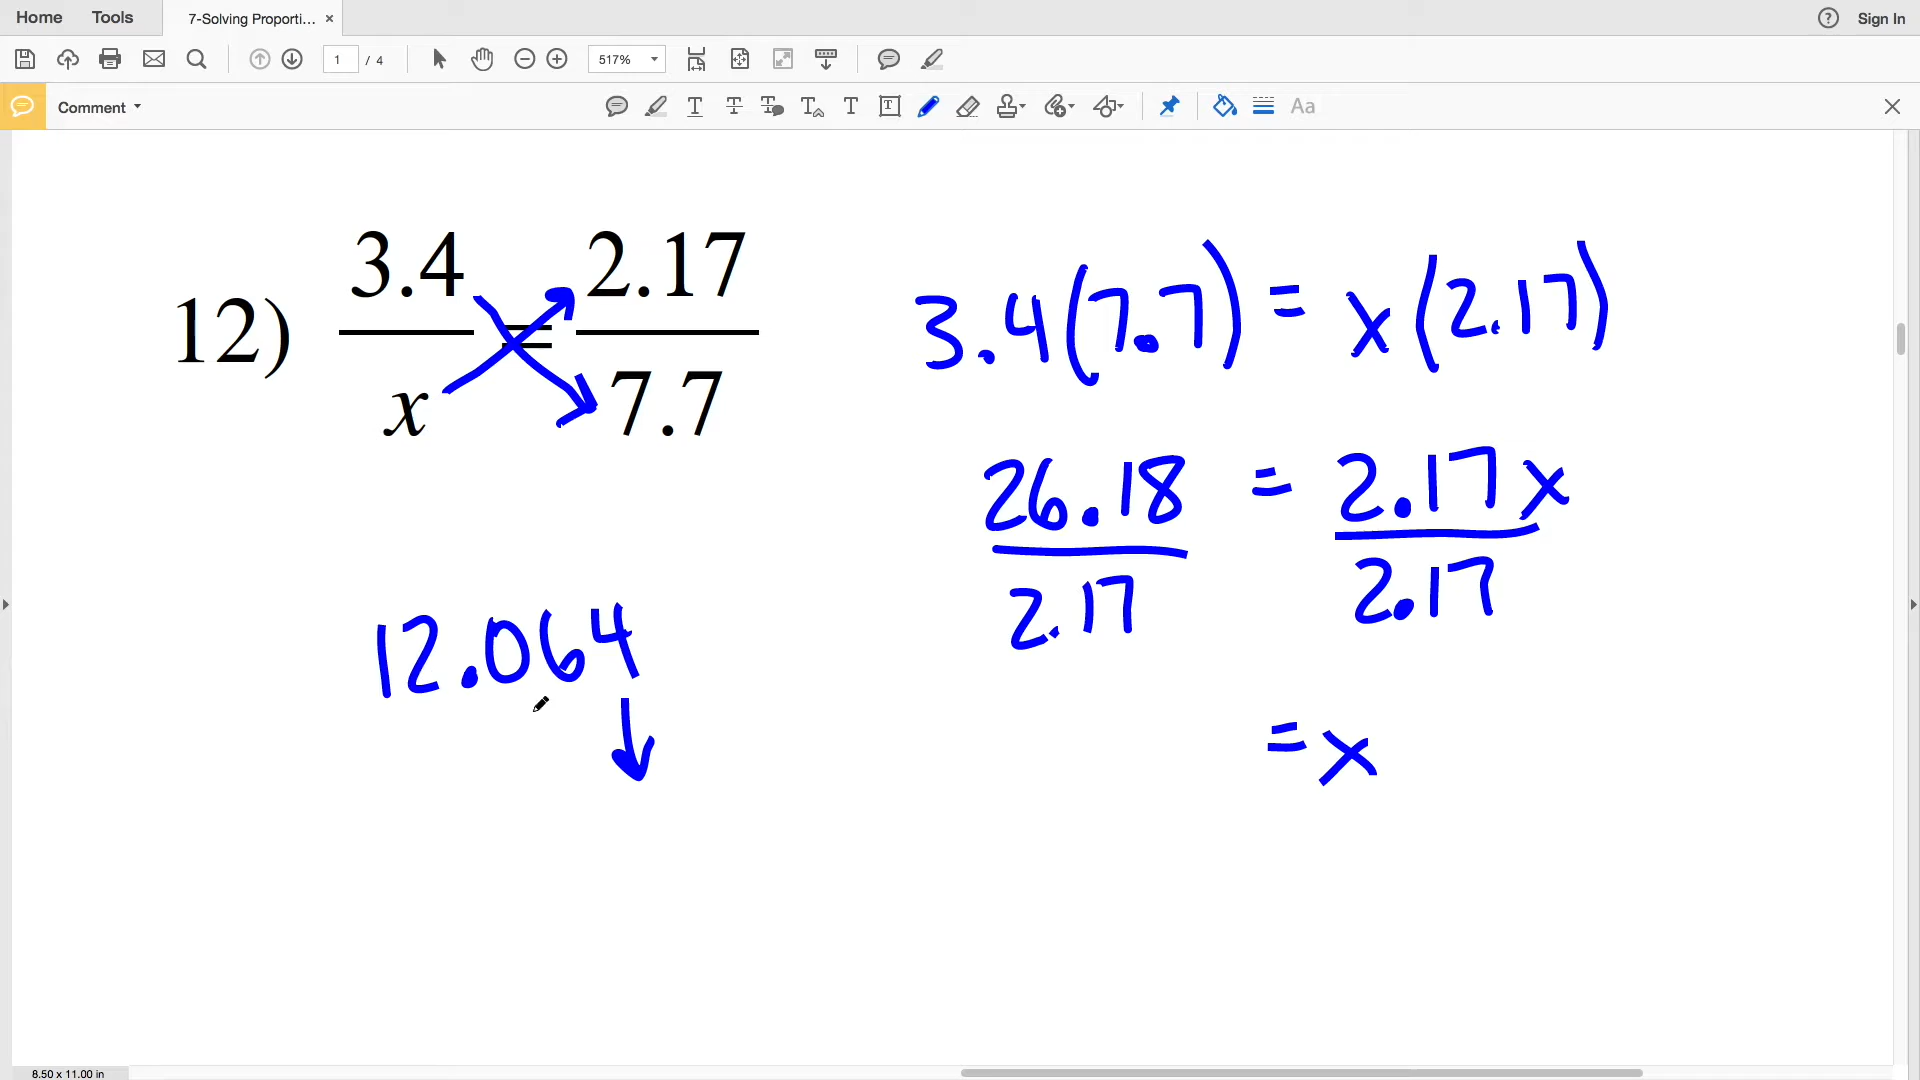 Home Tools 7-Solving Proporti... × ? Sign In
1 / 4 517%
Comment T T T T T T Aa
12) 3.4/x = 2.17/7.7
3.4(7.7) = x(2.17)
26.18/2.17 = 2.17x/2.17
12.064
= x
8.50 x 11.00 in